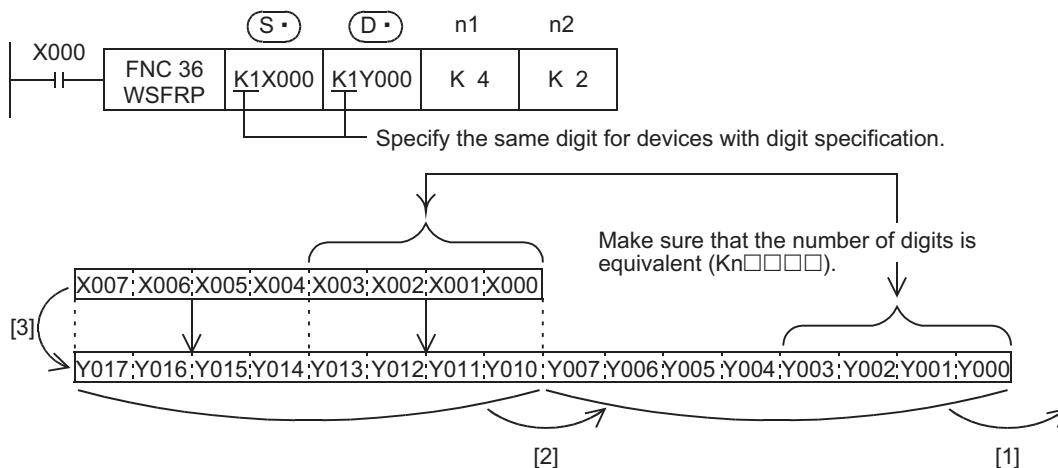 S・ D・ n1 n2
X000
FNC 36
WSFRP
K1X000 K1Y000 K 4 K 2
Specify the same digit for devices with digit specification.
Make sure that the number of digits is
equivalent (Kn□□□□).
X007 X006 X005 X004 X003 X002 X001 X000
[3]
Y017 Y016 Y015 Y014 Y013 Y012 Y011 Y010 Y007 Y006 Y005 Y004 Y003 Y002 Y001 Y000
[2] [1]